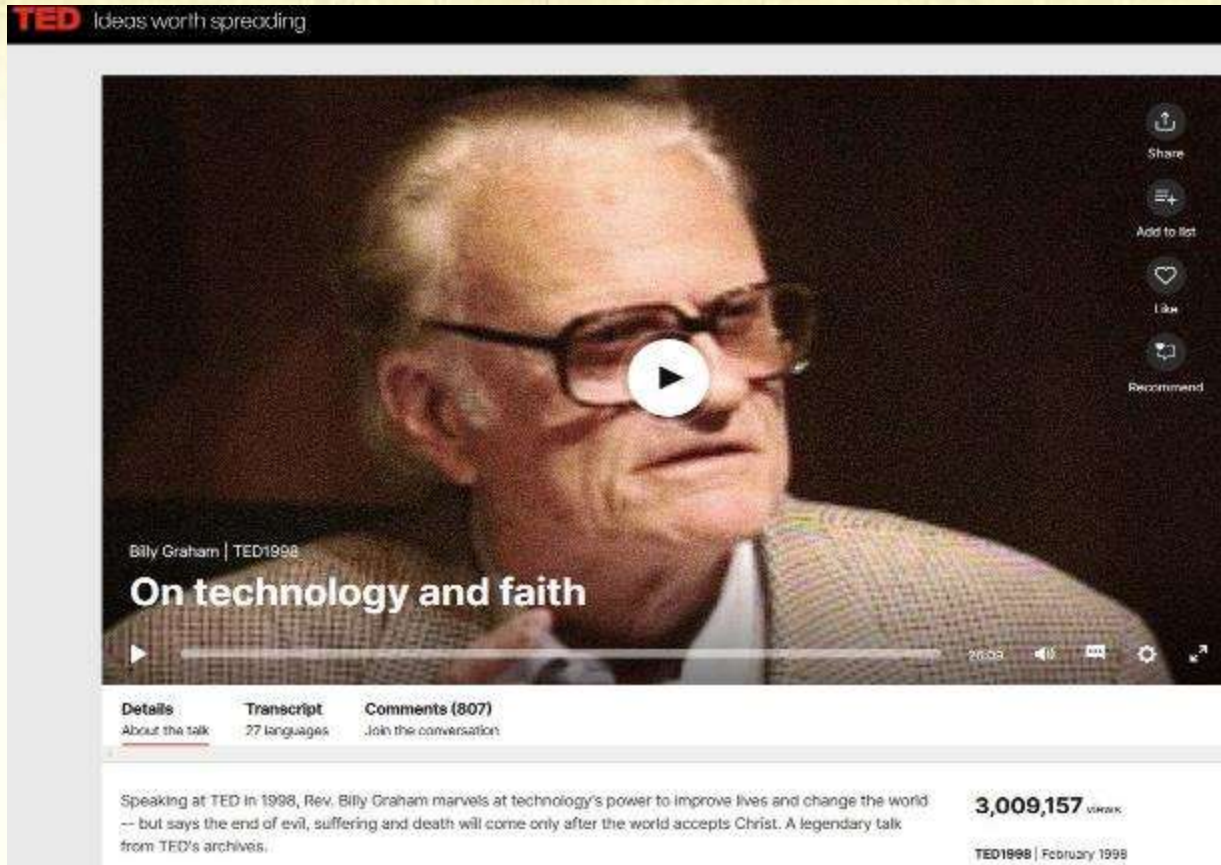 TED Ideas worth spreading
Share
Add to list
Like
Recommend
Billy Graham | TED1998
On technology and faith
26:09
Details
About the talk
Transcript
27 languages
Comments (807)
Join the conversation
Speaking at TED in 1998, Rev. Billy Graham marvels at technology's power to improve lives and change the world
-- but says the end of evil, suffering and death will come only after the world accepts Christ. A legendary talk
from TED's archives.
3,009,157 views
TED1998 | February 1998